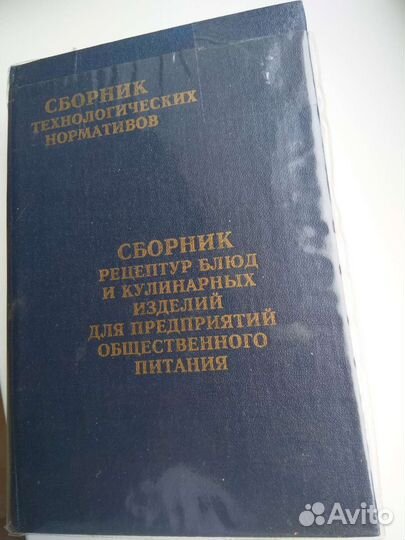 СБОРНИК
ТЕХНОЛОГИЧЕСКИХ
НОРМАТИВОВ
СБОРНИК
РЕЦЕПТУР БЛЮД
И КУЛИНАРНЫХ
ИЗДЕЛИЙ
ДЛЯ ПРЕДПРИЯТИЙ
ОБЩЕСТВЕННОГО
ПИТАНИЯ
Avito